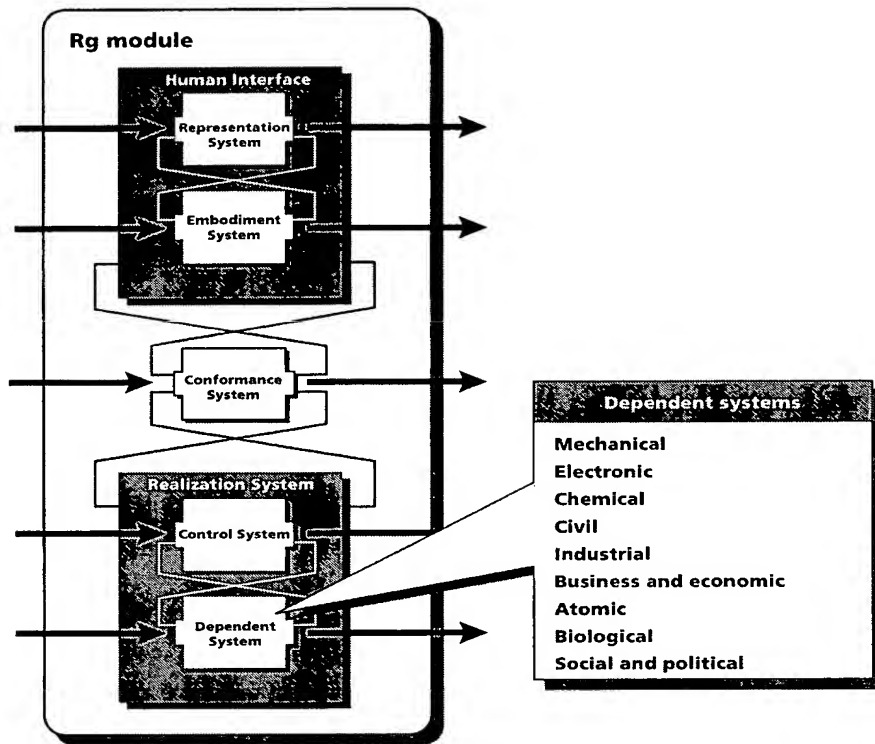 Rg module
Human Interface
Representation
System
Embodiment
System
Conformance
System
Realization System
Control System
Dependent
System
Dependent systems
Mechanical
Electronic
Chemical
Civil
Industrial
Business and economic
Atomic
Biological
Social and political